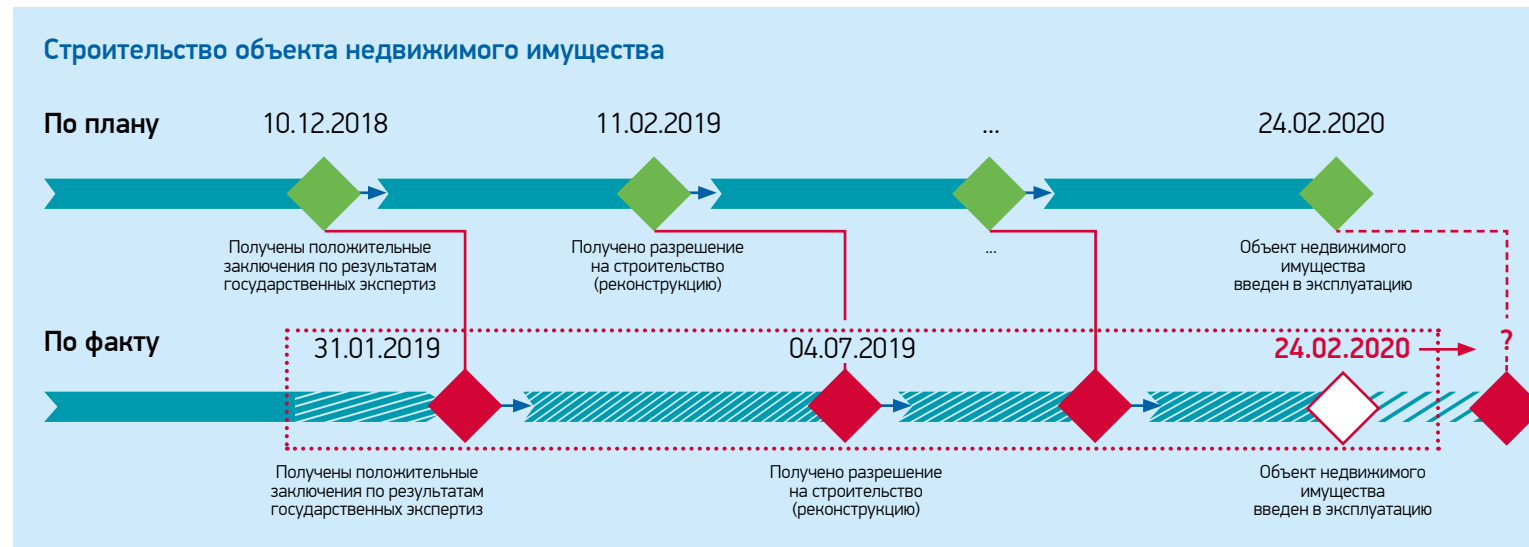 Строительство объекта недвижимого имущества
По плану
10.12.2018
11.02.2019
...
24.02.2020
Получены положительные
заключения по результатам
государственных экспертиз
Получено разрешение
на строительство
(реконструкцию)
...
Объект недвижимого
имущества
введен в эксплуатацию
По факту
31.01.2019
04.07.2019
24.02.2020
?
Получены положительные
заключения по результатам
государственных экспертиз
Получено разрешение
на строительство
(реконструкцию)
Объект недвижимого
имущества
введен в эксплуатацию